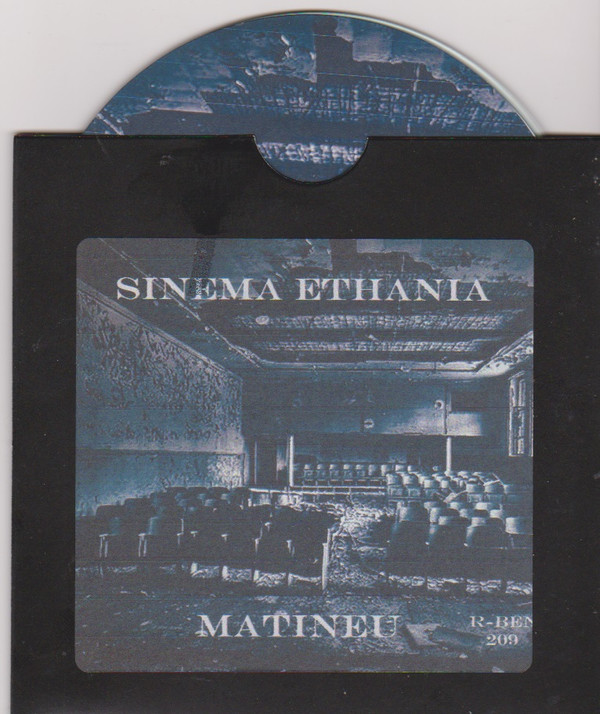 SINEMA ETHANIA
MATINEU
R-BEN
209